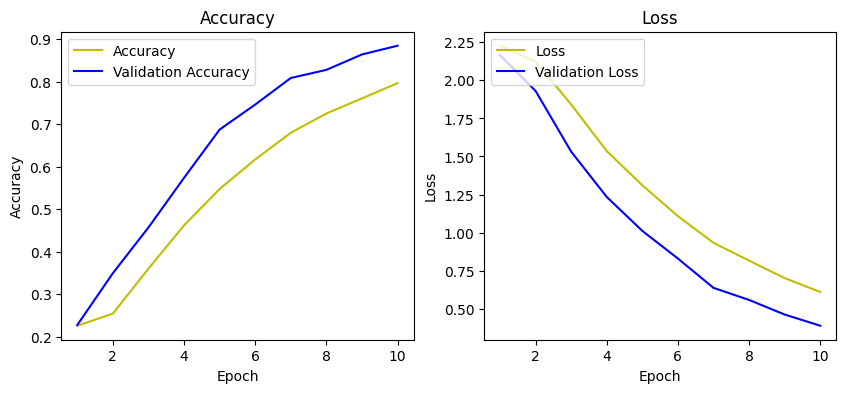 Accuracy
Accuracy
Validation Accuracy
0.9
0.8
0.7
0.6
0.5
0.4
0.3
0.2
Accuracy
2 4 6 8 10
Epoch
Loss
Loss
Validation Loss
2.25
2.00
1.75
1.50
1.25
1.00
0.75
0.50
Loss
2 4 6 8 10
Epoch